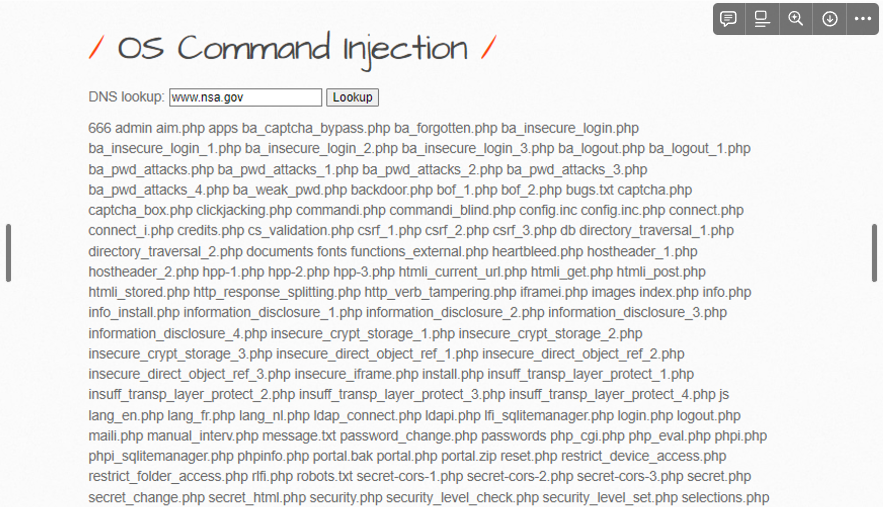 / OS Command Injection /
DNS lookup: www.nsa.gov Lookup
666 admin aim.php apps ba_captcha_bypass.php ba_forgotten.php ba_insecure_login.php
ba_insecure_login_1.php ba_insecure_login_2.php ba_insecure_login_3.php ba_logout.php ba_logout_1.php
ba_pwd_attacks.php ba_pwd_attacks_1.php ba_pwd_attacks_2.php ba_pwd_attacks_3.php
ba_pwd_attacks_4.php ba_weak_pwd.php backdoor.php bof_1.php bof_2.php bugs.txt captcha.php
captcha_box.php clickjacking.php commandi.php commandi_blind.php config.inc config.inc.php connect.php
connect_i.php credits.php cs_validation.php csrf_1.php csrf_2.php csrf_3.php db directory_traversal_1.php
directory_traversal_2.php documents fonts functions_external.php heartbleed.php hostheader_1.php
hostheader_2.php hpp-1.php hpp-2.php hpp-3.php htmli_current_url.php htmli_get.php htmli_post.php
htmli_stored.php http_response_splitting.php http_verb_tampering.php iframei.php images index.php info.php
info_install.php information_disclosure_1.php information_disclosure_2.php information_disclosure_3.php
information_disclosure_4.php insecure_crypt_storage_1.php insecure_crypt_storage_2.php
insecure_crypt_storage_3.php insecure_direct_object_ref_1.php insecure_direct_object_ref_2.php
insecure_direct_object_ref_3.php insecure_iframe.php install.php insuff_transp_layer_protect_1.php
insuff_transp_layer_protect_2.php insuff_transp_layer_protect_3.php insuff_transp_layer_protect_4.php js
lang_en.php lang_fr.php lang_nl.php ldap_connect.php ldapi.php lfi_sqlitemanager.php login.php logout.php
maili.php manual_interv.php message.txt password_change.php passwords php_cgi.php php_eval.php phpi.php
phpi_sqlitemanager.php phpinfo.php portal.bak portal.php portal.zip reset.php restrict_device_access.php
restrict_folder_access.php rlfi.php robots.txt secret-cors-1.php secret-cors-2.php secret-cors-3.php secret.php
secret_change.php secret_html.php security.php security_level_check.php security_level_set.php selections.php